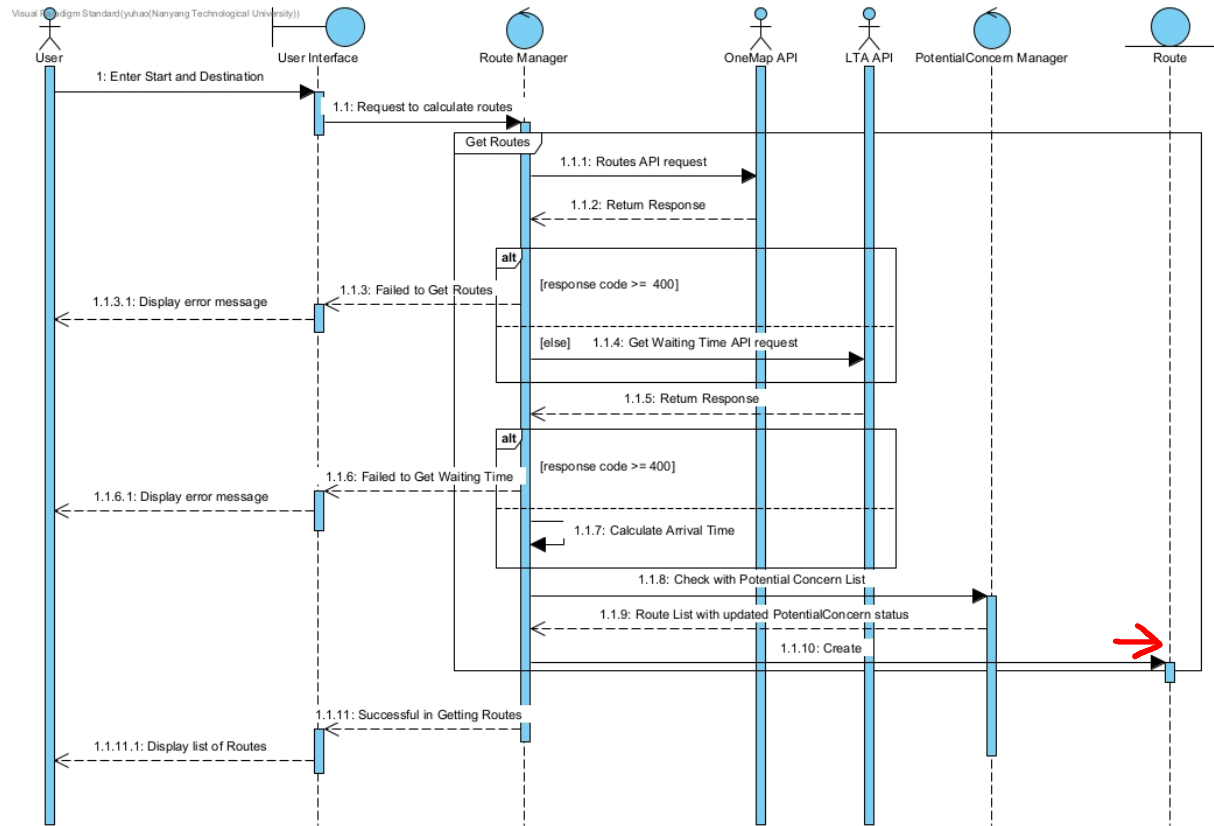 Visual Paradigm Standard(yuhao(Nanyang Technological University))
User
User Interface
Route Manager
OneMap API
LTA API
PotentialConcern Manager
Route
1: Enter Start and Destination
1.1: Request to calculate routes
Get Routes
1.1.1: Routes API request
1.1.2: Return Response
alt
[response code >= 400]
1.1.3: Failed to Get Routes
1.1.3.1: Display error message
[else]
1.1.4: Get Waiting Time API request
1.1.5: Return Response
alt
[response code >= 400]
1.1.6: Failed to Get Waiting Time
1.1.6.1: Display error message
1.1.7: Calculate Arrival Time
1.1.8: Check with Potential Concern List
1.1.9: Route List with updated PotentialConcern status
1.1.10: Create
1.1.11: Successful in Getting Routes
1.1.11.1: Display list of Routes